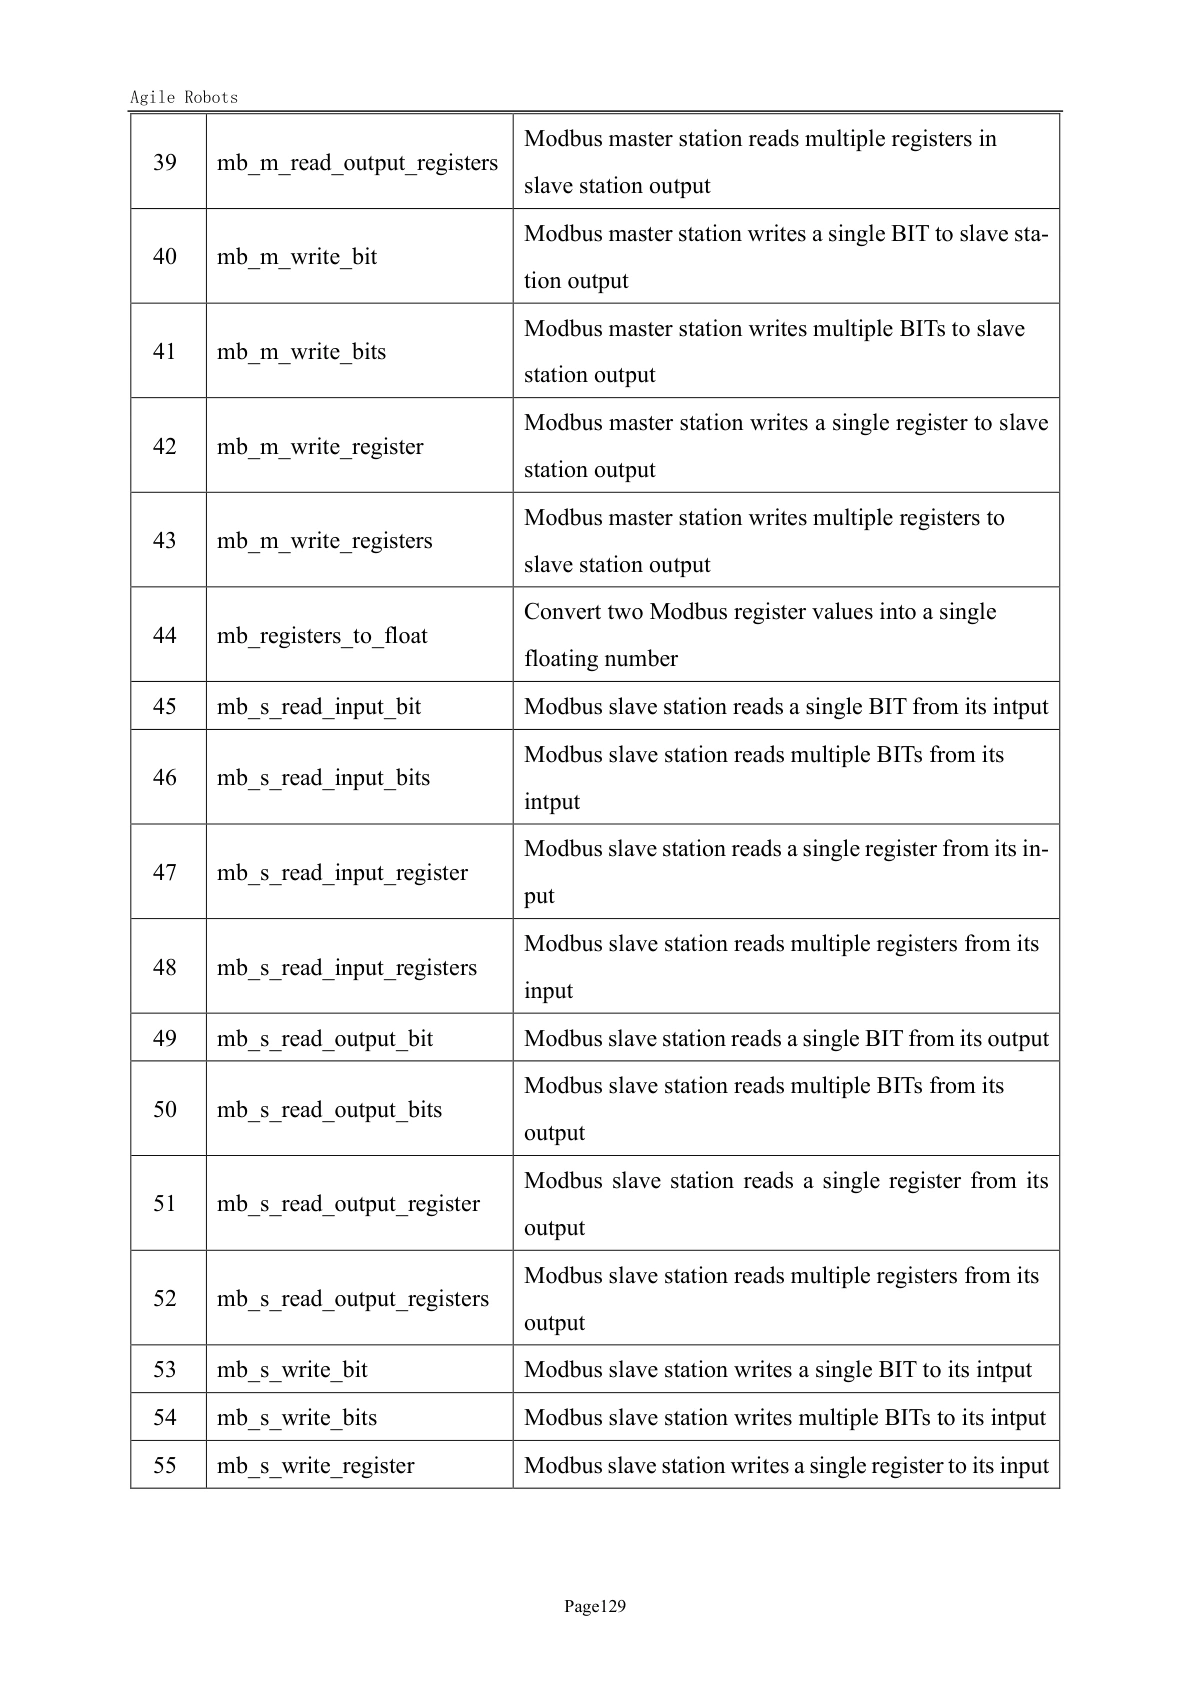 Agile Robots
39
mb_m_read_output_registers
Modbus master station reads multiple registers in
slave station output
40
mb_m_write_bit
Modbus master station writes a single BIT to slave sta-
tion output
41
mb_m_write_bits
Modbus master station writes multiple BITs to slave
station output
42
mb_m_write_register
Modbus master station writes a single register to slave
station output
43
mb_m_write_registers
Modbus master station writes multiple registers to
slave station output
44
mb_registers_to_float
Convert two Modbus register values into a single
floating number
45
mb_s_read_input_bit
Modbus slave station reads a single BIT from its intput
46
mb_s_read_input_bits
Modbus slave station reads multiple BITs from its
intput
47
mb_s_read_input_register
Modbus slave station reads a single register from its in-
put
48
mb_s_read_input_registers
Modbus slave station reads multiple registers from its
input
49
mb_s_read_output_bit
Modbus slave station reads a single BIT from its output
50
mb_s_read_output_bits
Modbus slave station reads multiple BITs from its
output
51
mb_s_read_output_register
Modbus slave station reads a single register from its
output
52
mb_s_read_output_registers
Modbus slave station reads multiple registers from its
output
53
mb_s_write_bit
Modbus slave station writes a single BIT to its intput
54
mb_s_write_bits
Modbus slave station writes multiple BITs to its intput
55
mb_s_write_register
Modbus slave station writes a single register to its input
Page129